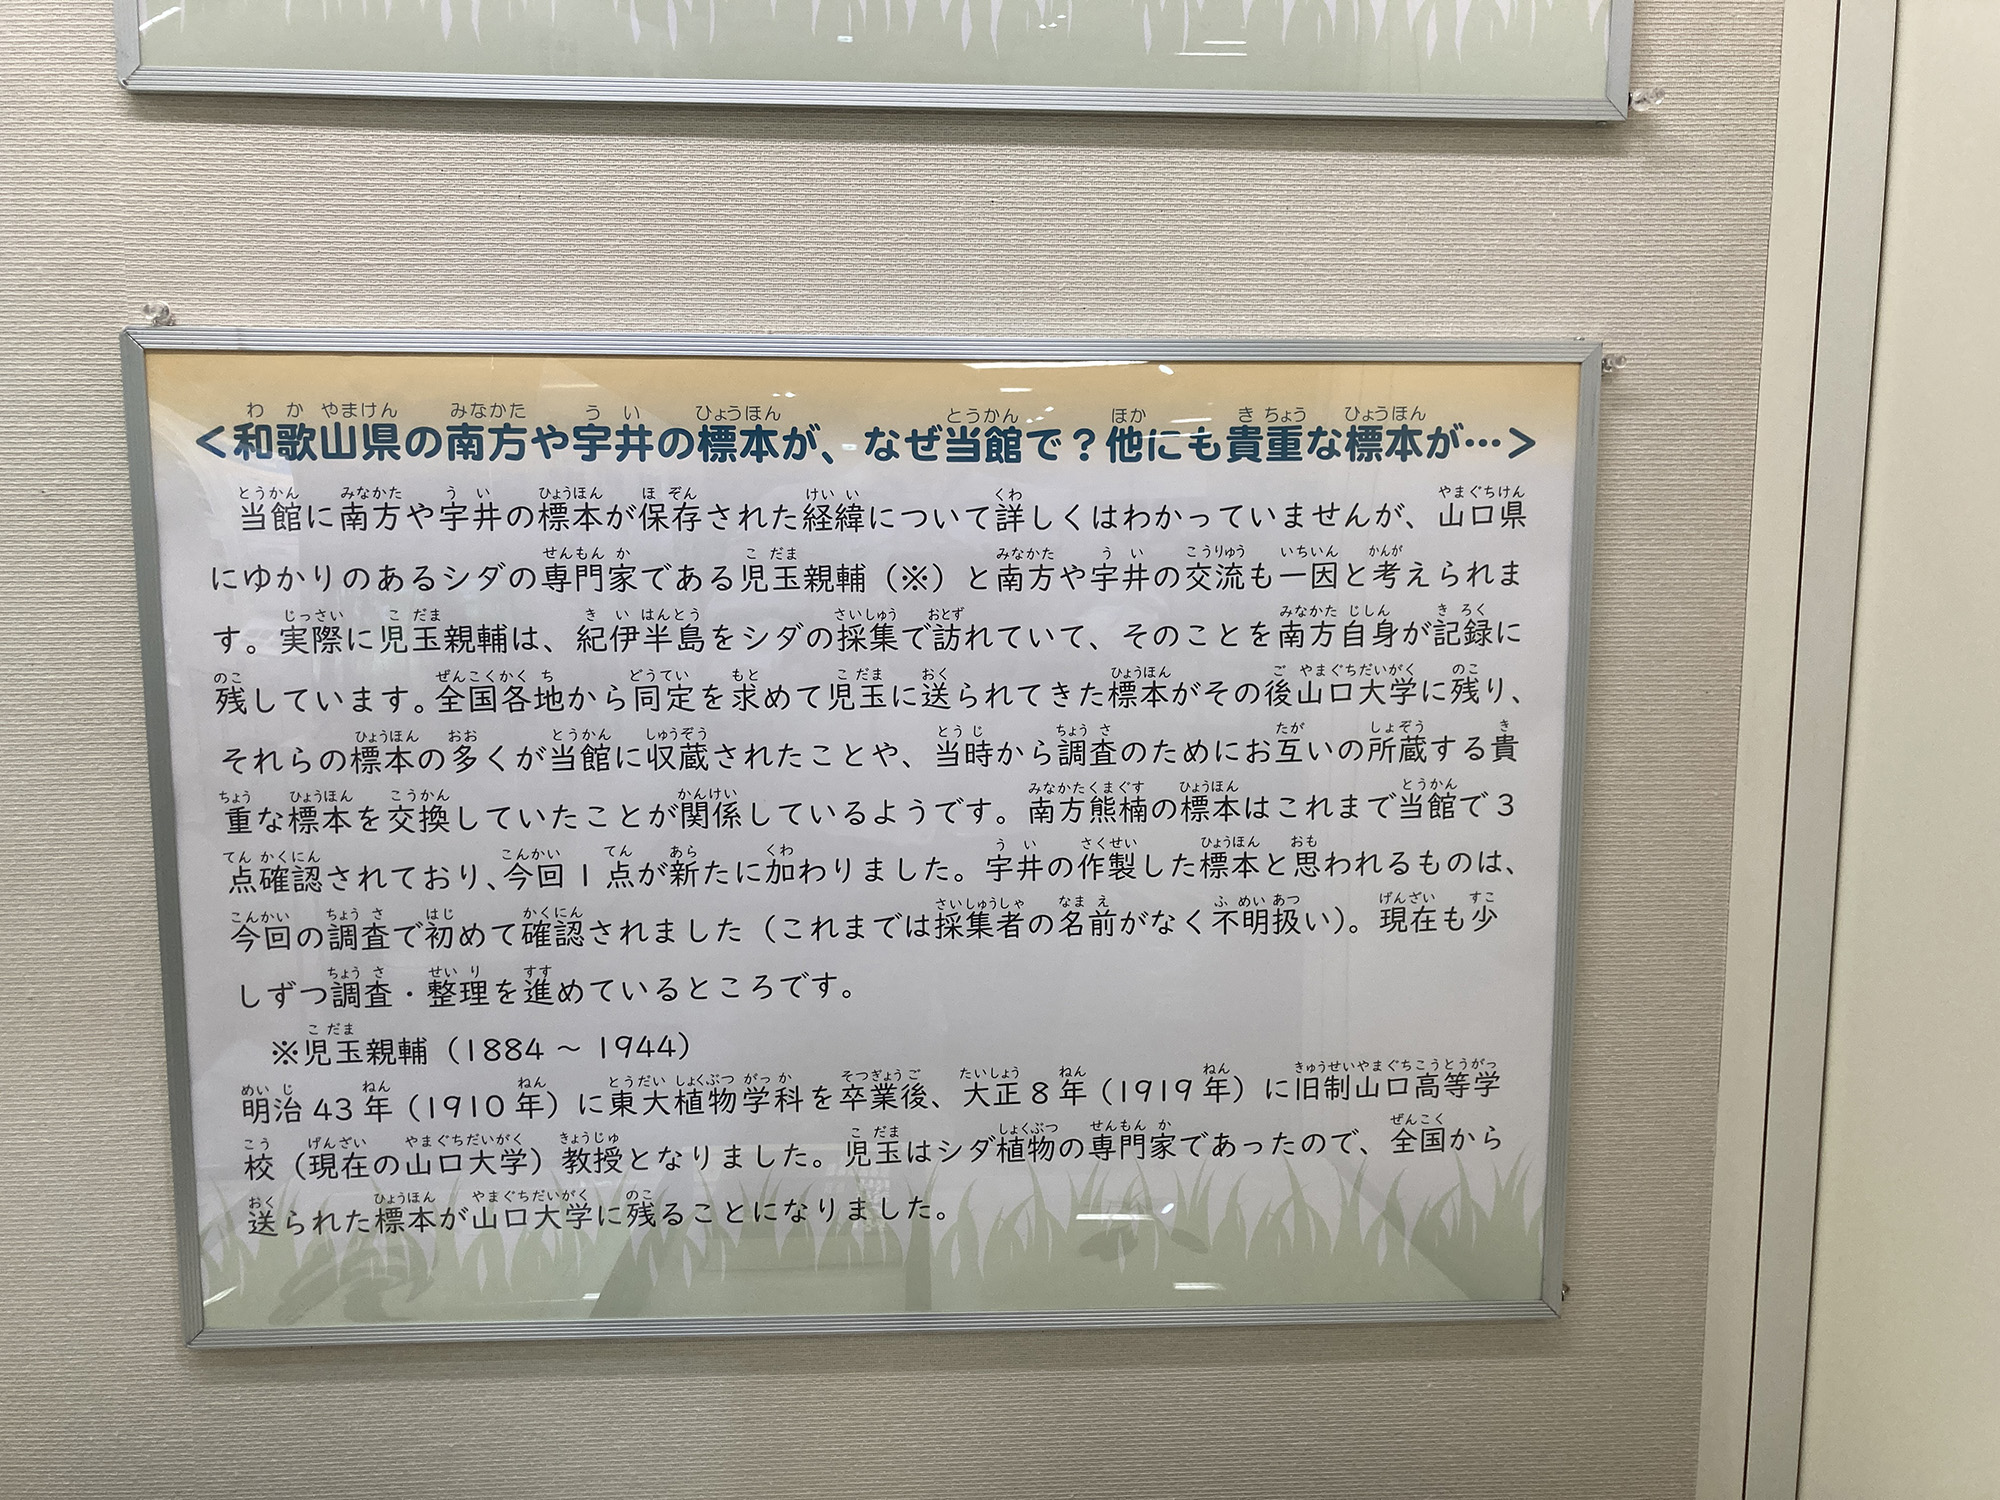 ＜和歌山県の南方や宇井の標本が、なぜ当館で？他にも貴重な標本が…＞
当館に南方や宇井の標本が保存された経緯について詳しくはわかっていませんが、山口県
にゆかりのあるシダの専門家である児玉親輔（※）と南方や宇井の交流も一因と考えられま
す。実際に児玉親輔は、紀伊半島をシダの採集で訪れていて、そのことを南方自身が記録に
残しています。全国各地から同定を求めて児玉に送られてきた標本がその後山口大学に残り、
それらの標本の多くが当館に収蔵されたことや、当時から調査のためにお互いの所蔵する貴
重な標本を交換していたことが関係しているようです。南方熊楠の標本はこれまで当館で３
点確認されており、今回１点が新たに加わりました。宇井の作製した標本と思われるものは、
今回の調査で初めて確認されました（これまでは採集者の名前がなく不明扱い）。現在も少
しずつ調査・整理を進めているところです。
※児玉親輔（1884～1944）
明治43年（1910年）に東大植物学科を卒業後、大正8年（1919年）に旧制山口高等学
校（現在の山口大学）教授となりました。児玉はシダ植物の専門家であったので、全国から
送られた標本が山口大学に残ることになりました。